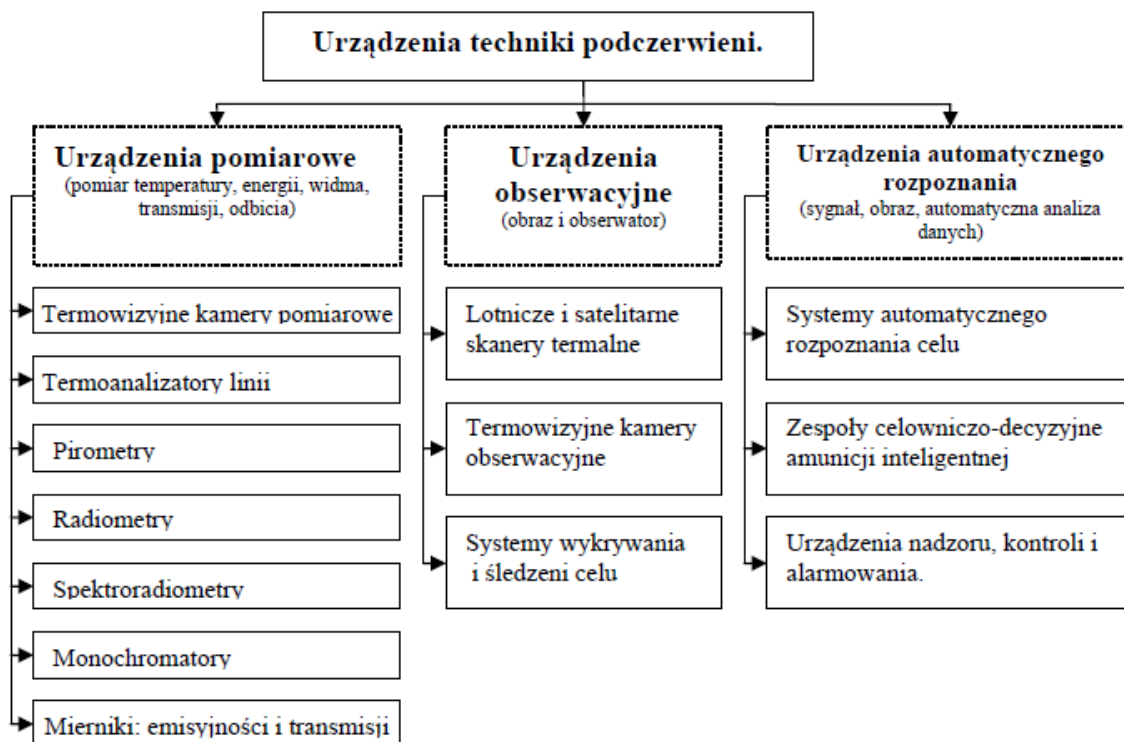 Urządzenia techniki podczerwieni.
Urządzenia pomiarowe
(pomiar temperatury, energii, widma,
transmisji, odbicia)
Termowizyjne kamery pomiarowe
Termoanalizatory linii
Pirometry
Radiometry
Spektroradiometry
Monochromatory
Mierniki: emisyjności i transmisji
Urządzenia
obserwacyjne
(obraz i obserwator)
Lotnicze i satelitarne
skanery termalne
Termowizyjne kamery
obserwacyjne
Systemy wykrywania
i śledzeni celu
Urządzenia automatycznego
rozpoznania
(sygnał, obraz, automatyczna analiza
danych)
Systemy automatycznego
rozpoznania celu
Zespoły celowniczo-decyzyjne
amunicji inteligentnej
Urządzenia nadzoru, kontroli i
alarmowania.